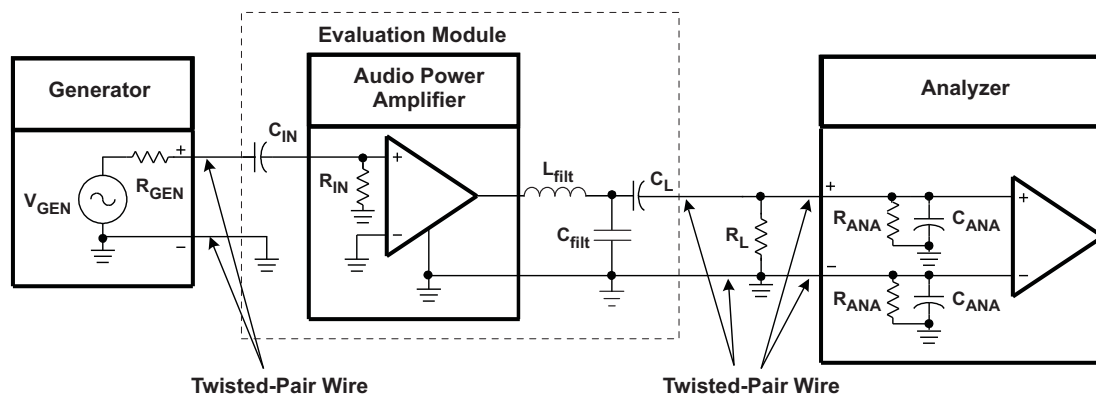 Evaluation Module
Generator
Audio Power
Amplifier
Analyzer
C_IN
+
R_GEN
V_GEN
−
R_IN
+
−
L_filt
C_L
C_filt
R_L
+
R_ANA
C_ANA
+
−
R_ANA
C_ANA
−
Twisted-Pair Wire
Twisted-Pair Wire